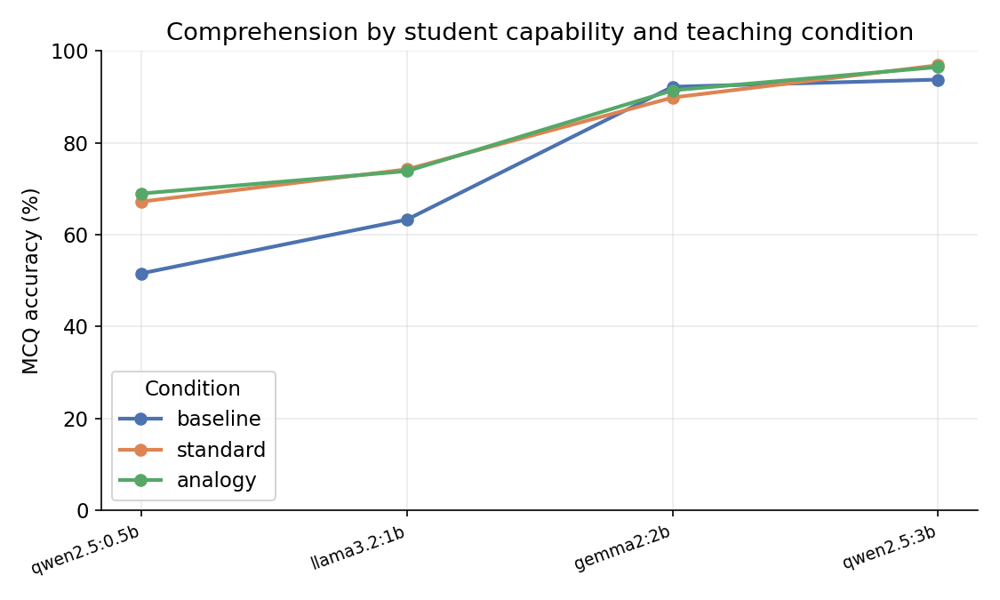 Comprehension by student capability and teaching condition
MCQ accuracy (%)
100
80
60
40
20
0
Condition
baseline
standard
analogy
qwen2.5:0.5b
llama3.2:1b
gemma2:2b
qwen2.5:3b